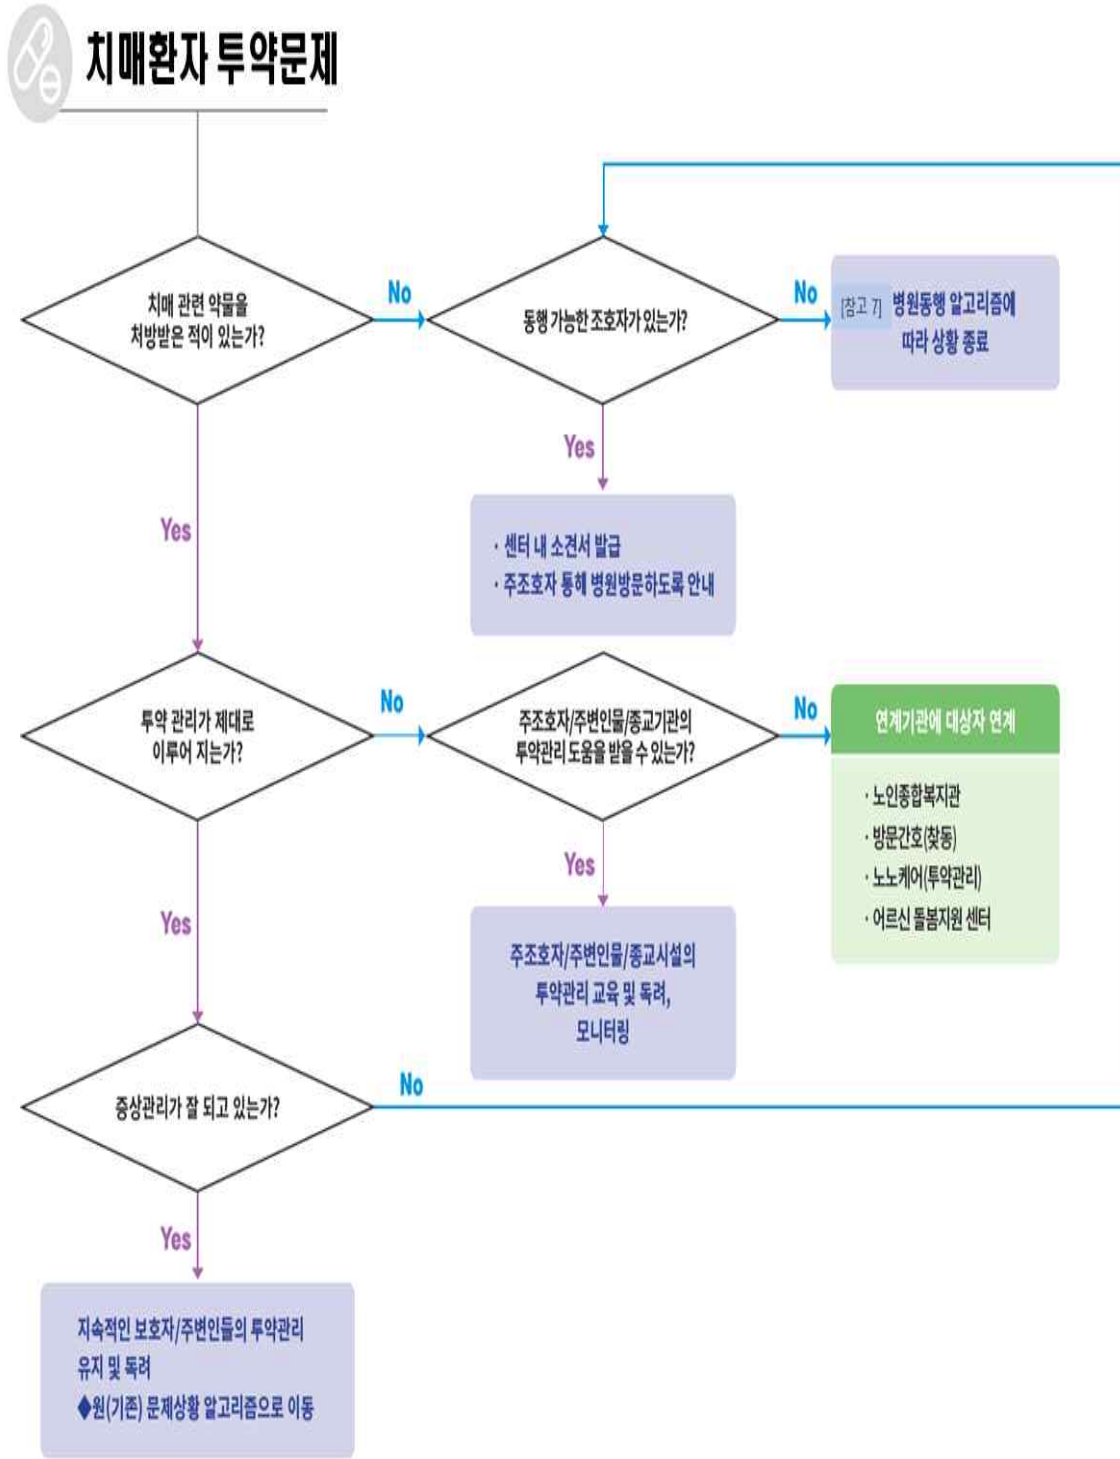 치매환자 투약문제
치매 관련 약물을
처방받은 적이 있는가?
No
동행 가능한 조호자가 있는가?
No
[참고 7] 병원동행 알고리즘에
따라 상황 종료
Yes
· 센터 내 소견서 발급
· 주조호자 통해 병원방문하도록 안내
Yes
투약 관리가 제대로
이루어 지는가?
No
주조호자/주변인물/종교기관의
투약관리 도움을 받을 수 있는가?
No
연계기관에 대상자 연계
· 노인종합복지관
· 방문간호(찾동)
· 노노케어(투약관리)
· 어르신 돌봄지원 센터
Yes
주조호자/주변인물/종교시설의
투약관리 교육 및 독려,
모니터링
Yes
증상관리가 잘 되고 있는가?
No
Yes
지속적인 보호자/주변인들의 투약관리
유지 및 독려
◆원(기존) 문제상황 알고리즘으로 이동